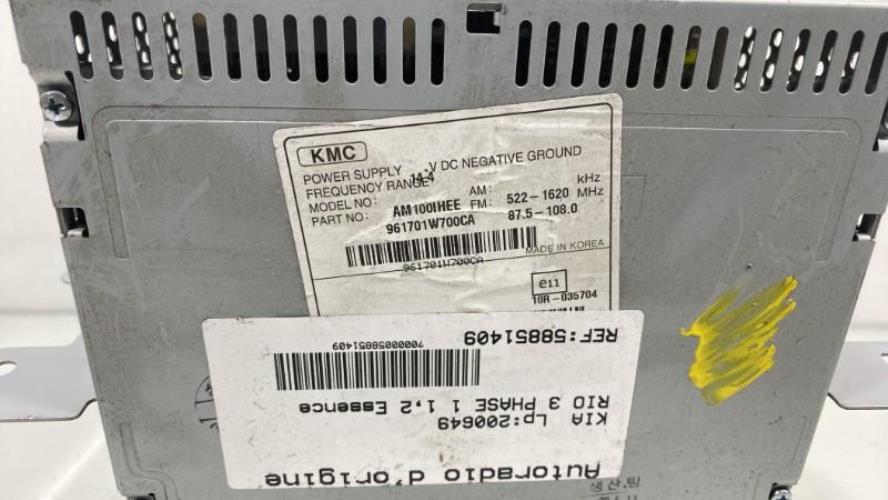 KMC
POWER SUPPLY 14.4 V DC NEGATIVE GROUND
FREQUENCY RANGE AM: 522-1620 KHz
FM: 87.5-108.0 MHz
MODEL NO: AM100IHEE
PART NO: 961701W700CA
961701W700CA
MADE IN KOREA
e11
10R-035704
Autoradio d'origine
KIA Lp:200649
RIO 3 PHASE 1 1,2 Essence
70000058851409
REF:58851409